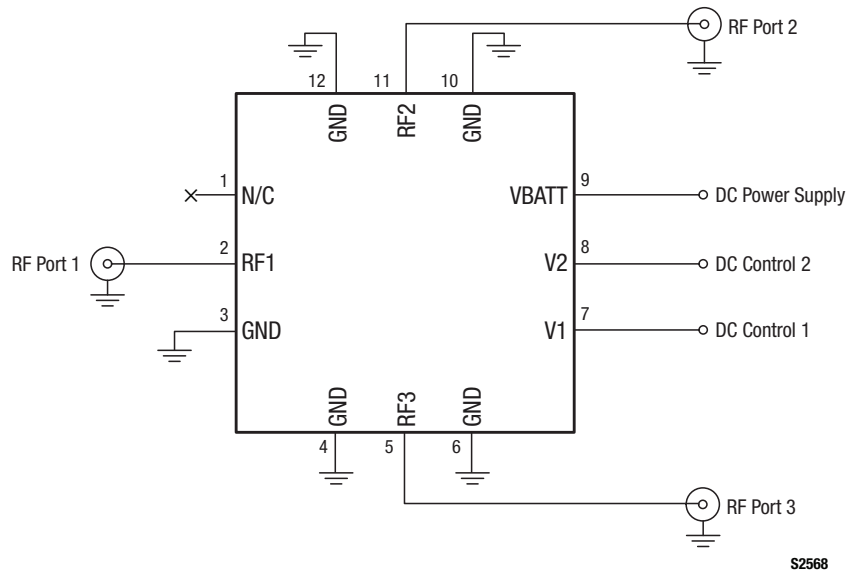 RF Port 2
12
11
10
GND
RF2
GND
1
N/C
VBATT
9
DC Power Supply
RF Port 1
2
RF1
V2
8
DC Control 2
3
GND
V1
7
DC Control 1
GND
RF3
GND
4
5
6
RF Port 3
S2568